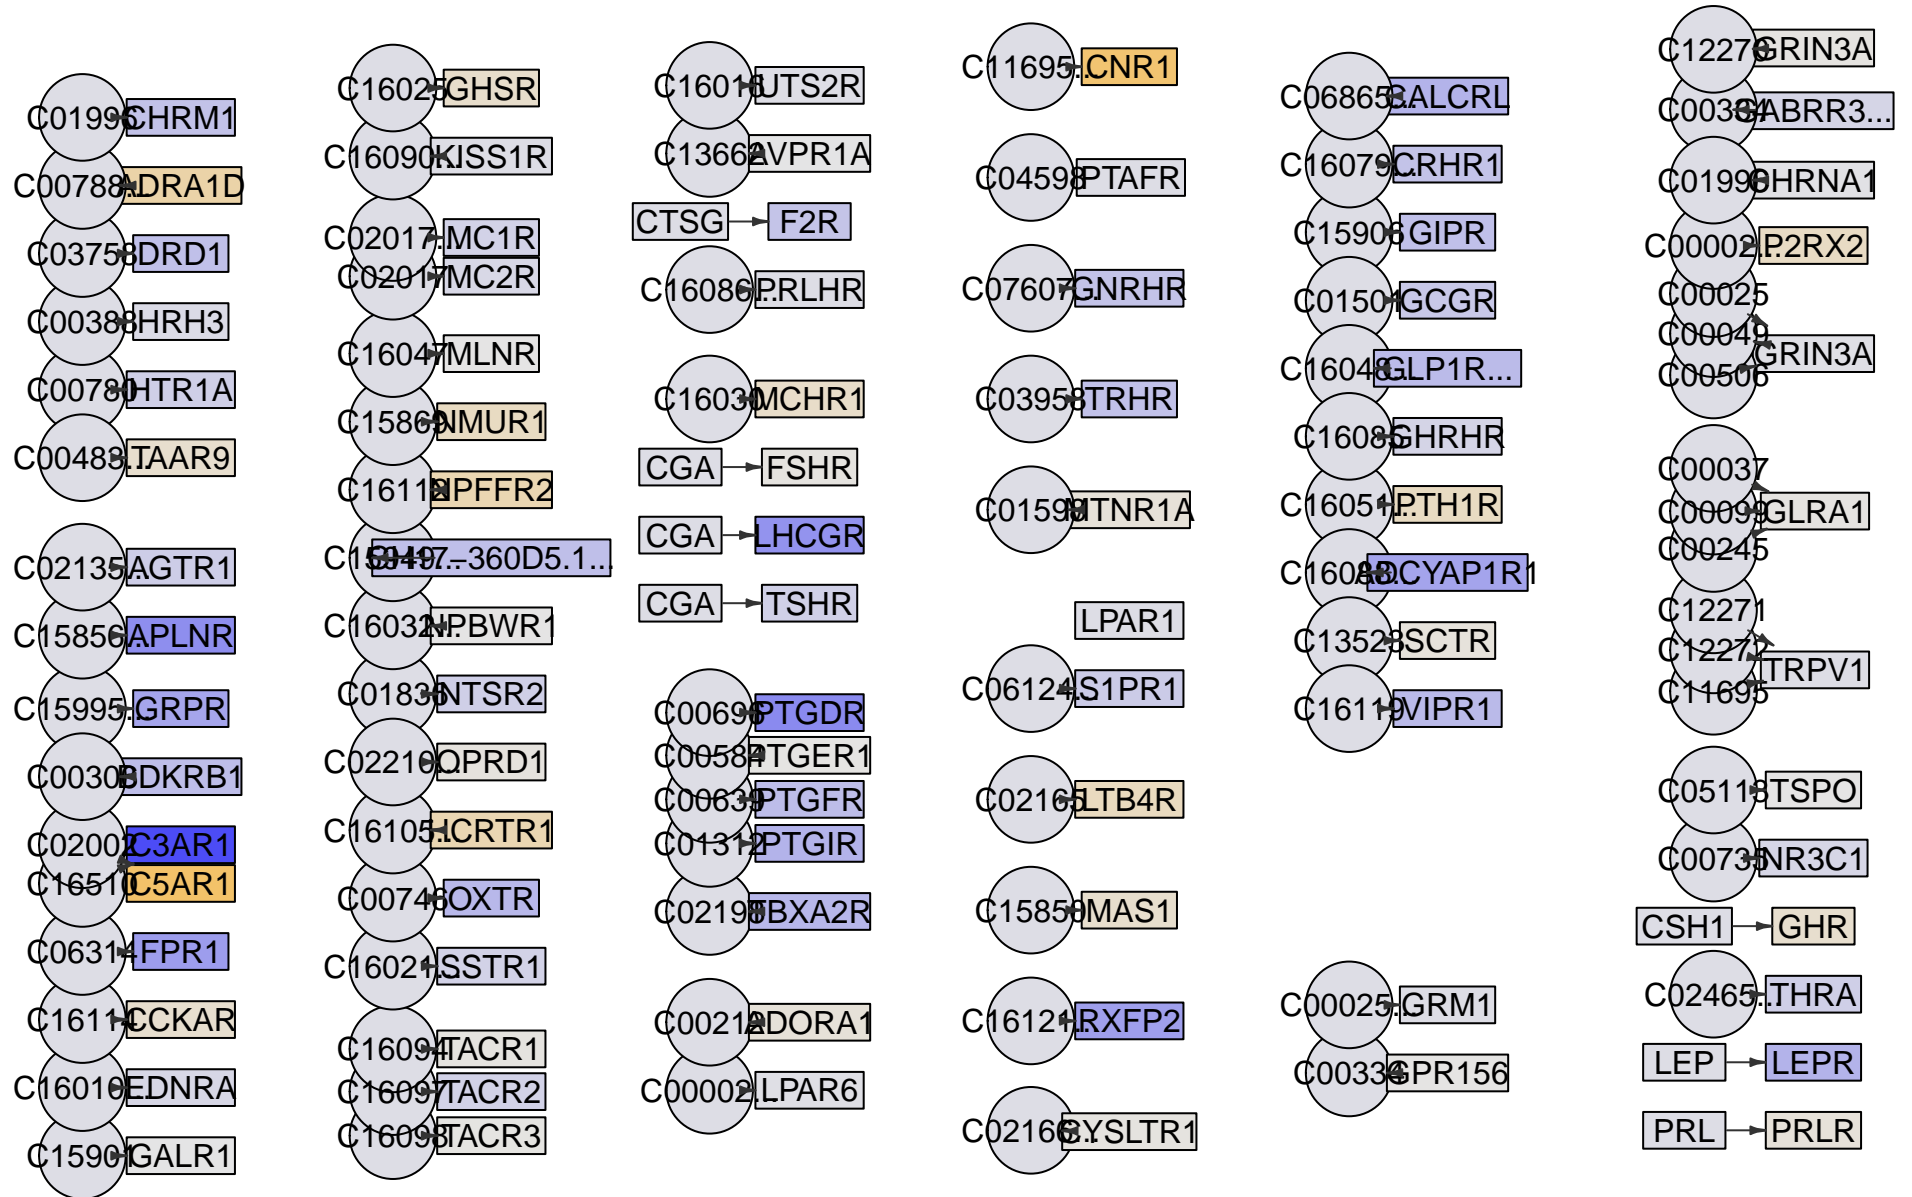 C01996 CHRM1
C00788... ADRA1D
C03758 DRD1
C00388 HRH3
C00780 HTR1A
C00483... TAAR9
C02135... AGTR1
C15856... APLNR
C15995... GRPR
C00306 BDKRB1
C02002 C3AR1
C16510 C5AR1
C06314 FPR1
C16114 CCKAR
C16010 EDNRA
C15901 GALR1
C16025 GHSR
C16090... KISS1R
C02017... MC1R
C02017 MC2R
C16047 MLNR
C15869 NMUR1
C16118 NPFFR2
360D5.1...
C16032... NPBWR1
C01836 NTSR2
C02210... OPRD1
C16105... HCRTR1
C00746 OXTR
C16021... SSTR1
C16094 TACR1
C16097 TACR2
C16098 TACR3
C16016 UTS2R
C13662 AVPR1A
CTSG F2R
C16086... PRLHR
C16030 MCHR1
CGA FSHR
CGA LHCGR
CGA TSHR
C00696 PTGDR
C00584 PTGER1
C00639 PTGFR
C01312 PTGIR
C02198 TBXA2R
C00212 ADORA1
C00002... LPAR6
C11695... CNR1
C04598 PTAFR
C07607... GNRHR
C03958 TRHR
C01598 MTNR1A
LPAR1
C06124... S1PR1
C02165 LTB4R
C15850 MAS1
C16121... RXFP2
C02166... CYSLTR1
C06865... CALCRL
C16079... CRHR1
C15906 GIPR
C01501 GCGR
C16048... GLP1R...
C16085 GHRHR
C16051... PTH1R
ADCYAP1R1
C13523 SCTR
C16119 VIPR1
C00025... GRM1
C00334 GPR156
C12270 GRIN3A
C00334 GABRR3...
C01996 CHRNA1
C00002... P2RX2
C00025
C00049
GRIN3A
C00506
C00037
C00099 GLRA1
C00245
C12271
C12272
TRPV1
C11695
C05113 TSPO
C00735 NR3C1
CSH1 GHR
C02465... THRA
LEP LEPR
PRL PRLR